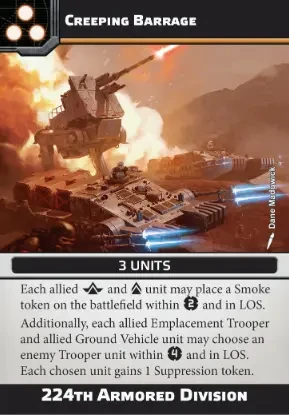 Creeping Barrage
Dane Madgwick
3 UNITS
Each allied and unit may place a Smoke
token on the battlefield within 2 and in LOS.
Additionally, each allied Emplacement Trooper
and allied Ground Vehicle unit may choose an
enemy Trooper unit within 4 and in LOS.
Each chosen unit gains 1 Suppression token.
224th Armored Division